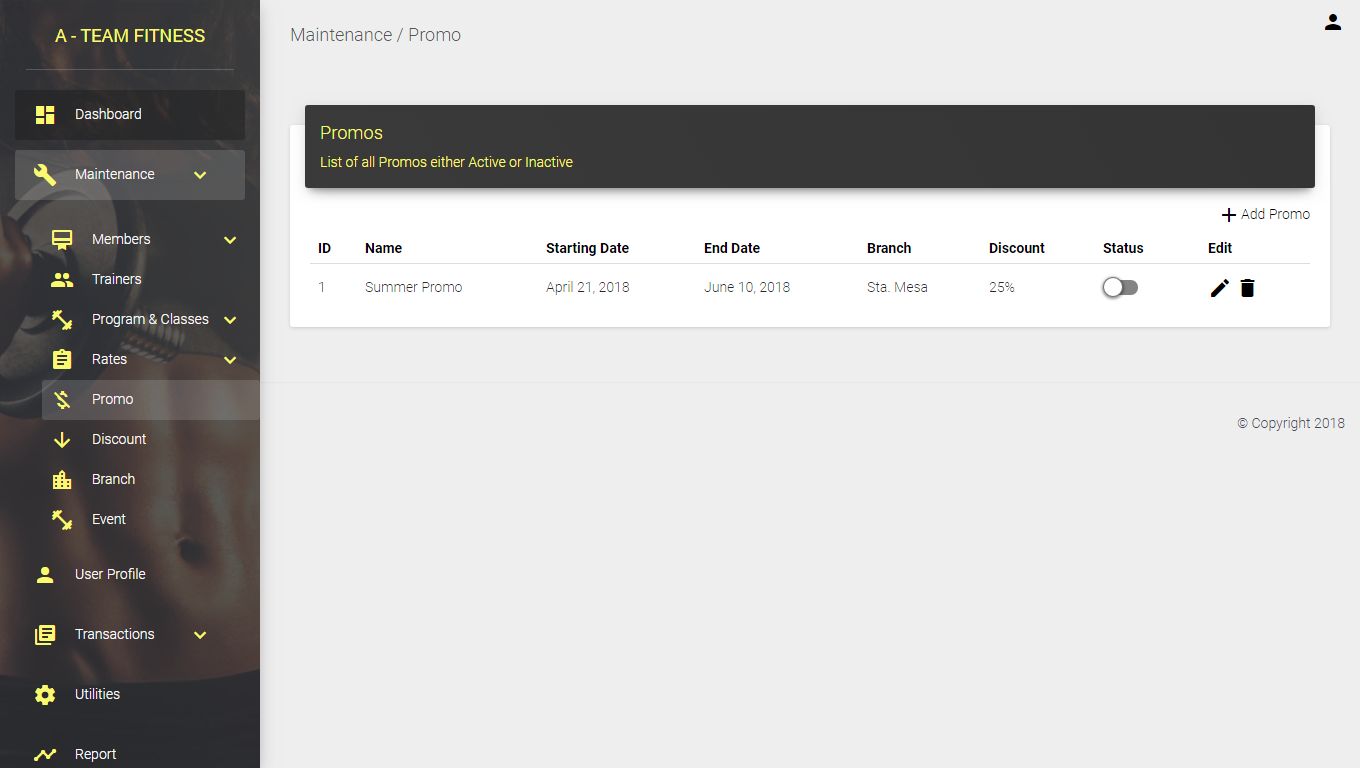 A - TEAM FITNESS
Dashboard
Maintenance
Members
Trainers
Program & Classes
Rates
Promo
Discount
Branch
Event
User Profile
Transactions
Utilities
Report
Maintenance / Promo
Promos
List of all Promos either Active or Inactive
Add Promo
ID Name Starting Date End Date Branch Discount Status Edit
1 Summer Promo April 21, 2018 June 10, 2018 Sta. Mesa 25%
© Copyright 2018